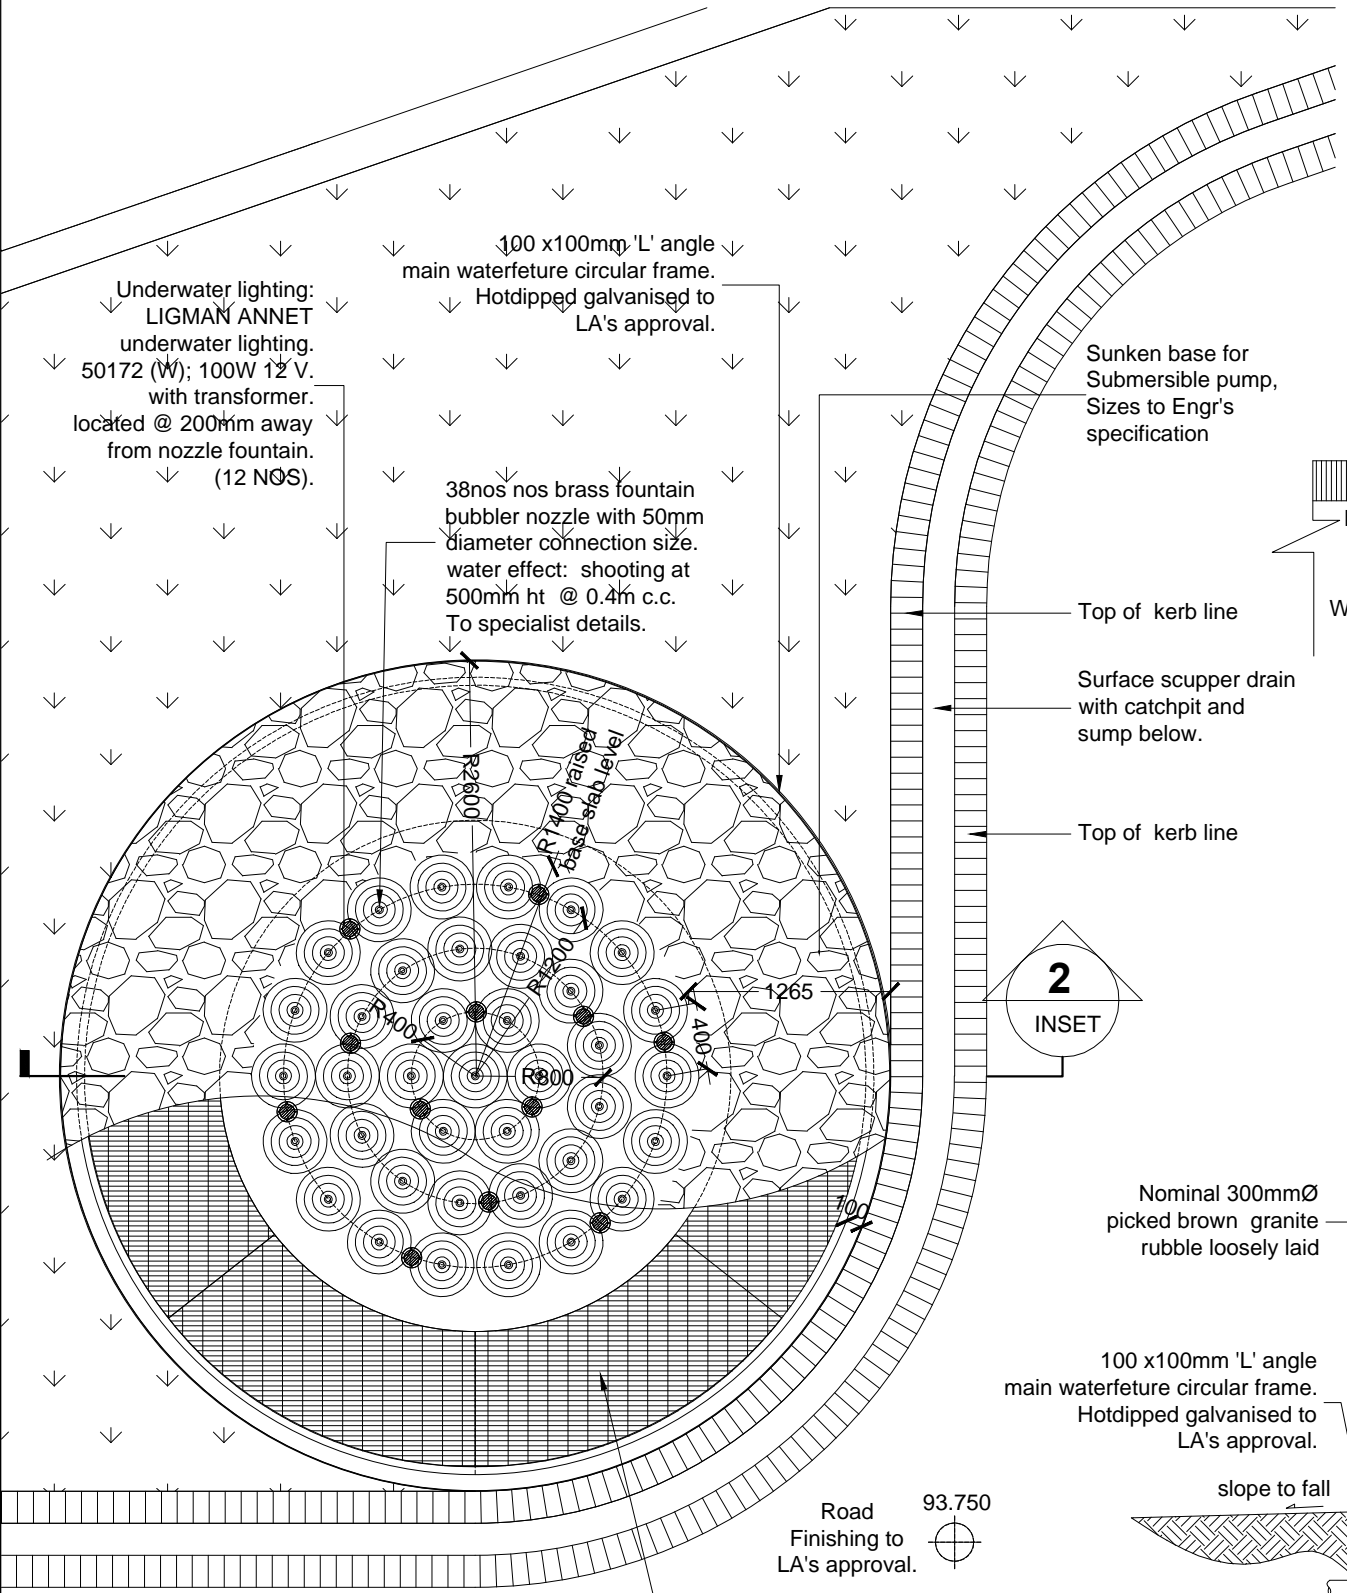 100 x100mm 'L' angle
main waterfeture circular frame.
Hotdipped galvanised to
LA's approval.
Underwater lighting:
LIGMAN ANNET
underwater lighting.
50172 (W); 100W 12 V.
with transformer.
located @ 200mm away
from nozzle fountain.
(12 NOS).
Sunken base for
Submersible pump,
Sizes to Engr's
specification
38nos nos brass fountain
bubbler nozzle with 50mm
diameter connection size.
water effect: shooting at
500mm ht @ 0.4m c.c.
To specialist details.
Top of kerb line
Surface scupper drain
with catchpit and
sump below.
Top of kerb line
R2600
R1400 raised
base slab level
R1200
R400
R800
1265
400
100
2
INSET
Nominal 300mmØ
picked brown granite
rubble loosely laid
100 x100mm 'L' angle
main waterfeture circular frame.
Hotdipped galvanised to
LA's approval.
slope to fall
Road
Finishing to
LA's approval.
93.750